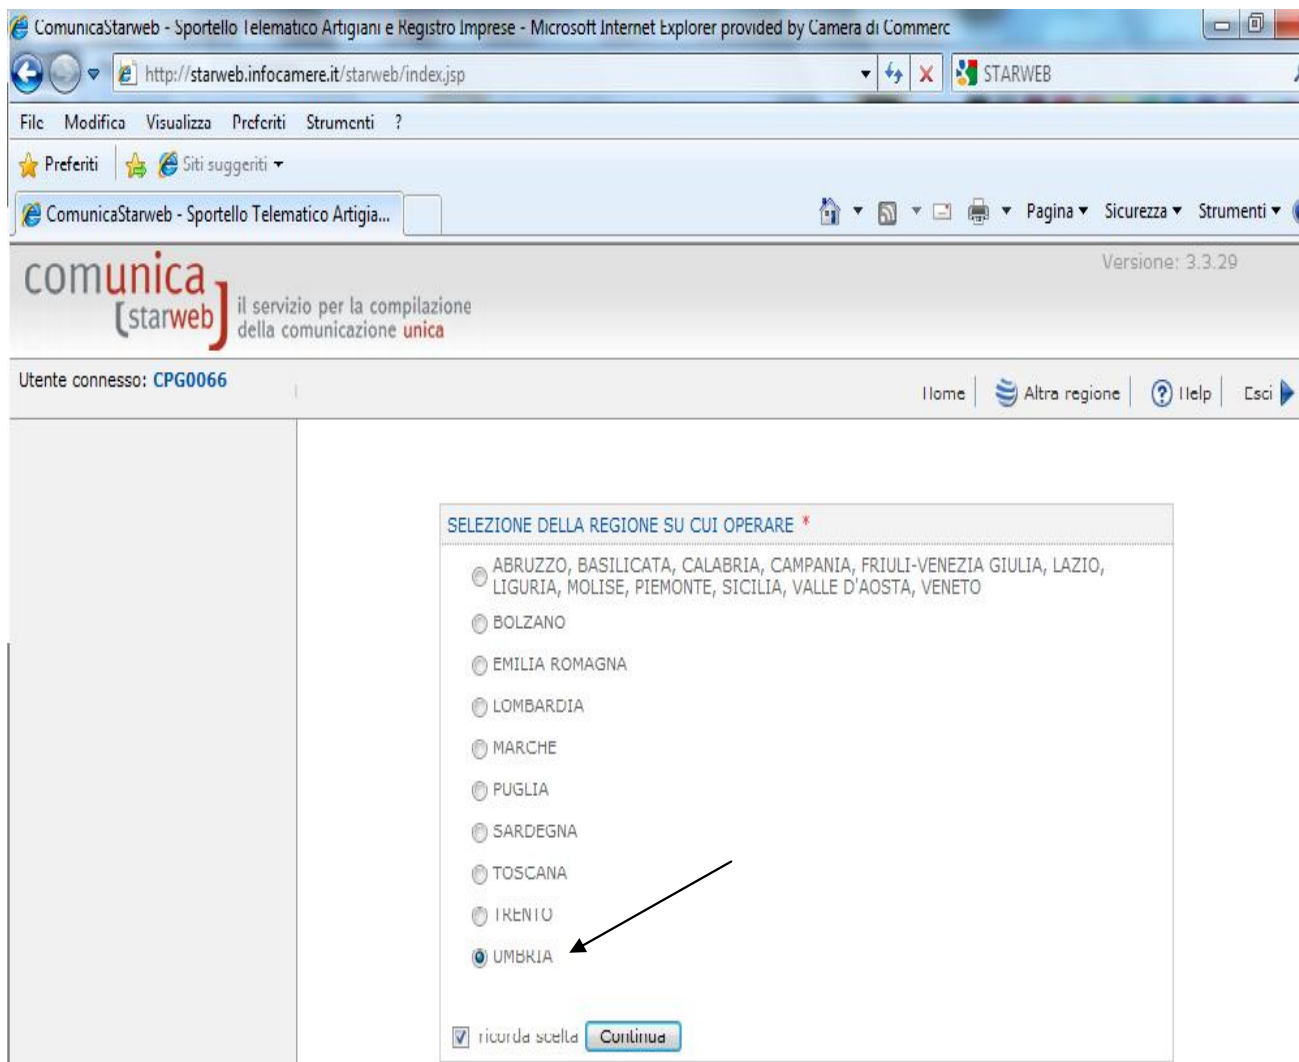 ComunicaStarweb - Sportello Telematico Artigiani e Registro Imprese - Microsoft Internet Explorer provided by Camera di Commerc
http://starweb.infocamere.it/starweb/index.jsp
STARWEB
File Modifica Visualizza Preferiti Strumenti ?
Preferiti Siti suggeriti
ComunicaStarweb - Sportello Telematico Artigia...
Pagina Sicurezza Strumenti
Versione: 3.3.29
comunica
[starweb]
il servizio per la compilazione
della comunicazione unica
Utente connesso: CPG0066
Home Altra regione Help Esci
SELEZIONE DELLA REGIONE SU CUI OPERARE *
ABRUZZO, BASILICATA, CALABRIA, CAMPANIA, FRIULI-VENEZIA GIULIA, LAZIO,
LIGURIA, MOLISE, PIEMONTE, SICILIA, VALLE D'AOSTA, VENETO
BOLZANO
EMILIA ROMAGNA
LOMBARDIA
MARCHE
PUGLIA
SARDEGNA
TOSCANA
TRENTO
UMBRIA
ricorda scelta Continua